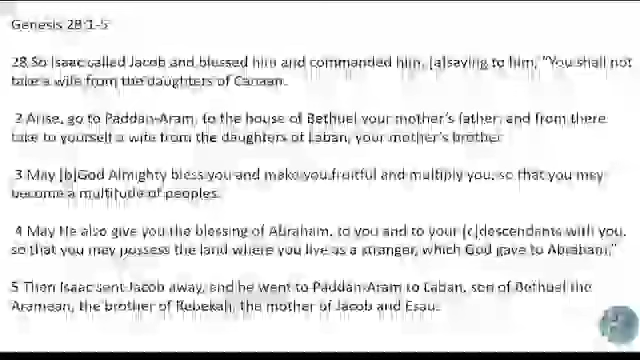 Genesis 28:1-5
28 So Isaac called Jacob and blessed him and commanded him, [a]saying to him, “You shall not
take a wife from the daughters of Canaan.
2 Arise, go to Paddan-Aram, to the house of Bethuel your mother’s father; and from there
take to yourself a wife from the daughters of Laban, your mother’s brother
3 May [b]God Almighty bless you and make you fruitful and multiply you, so that you may
become a multitude of peoples.
4 May He also give you the blessing of Abraham, to you and to your [c]descendants with you,
so that you may possess the land where you live as a stranger, which God gave to Abraham.”
5 Then Isaac sent Jacob away, and he went to Paddan-Aram to Laban, son of Bethuel the
Aramean, the brother of Rebekah, the mother of Jacob and Esau.